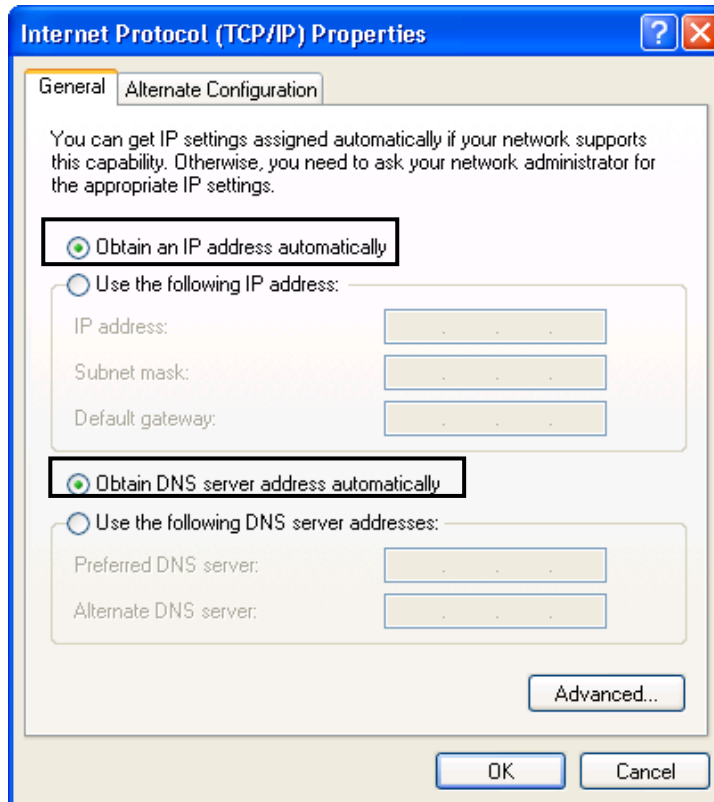 Internet Protocol (TCP/IP) Properties
General
Alternate Configuration
You can get IP settings assigned automatically if your network supports
this capability. Otherwise, you need to ask your network administrator for
the appropriate IP settings.
Obtain an IP address automatically
Use the following IP address:
IP address:
Subnet mask:
Default gateway:
Obtain DNS server address automatically
Use the following DNS server addresses:
Preferred DNS server:
Alternate DNS server:
Advanced...
OK
Cancel